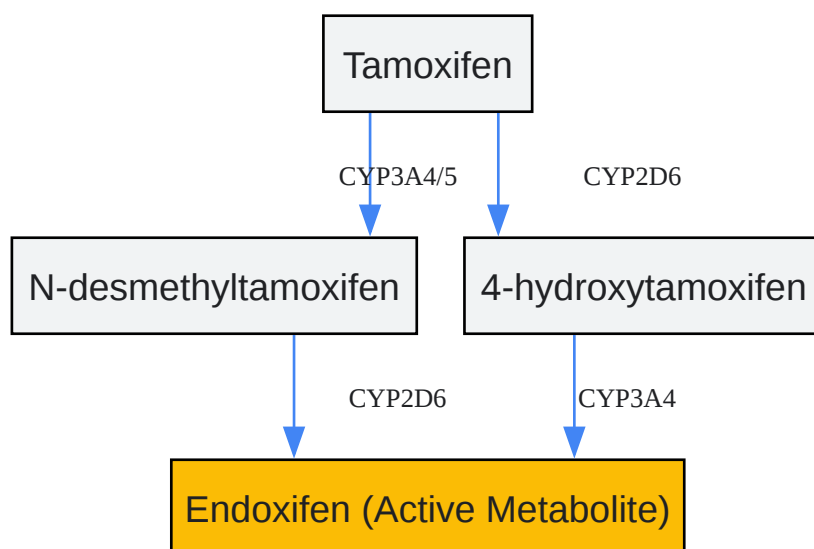 Tamoxifen
CYP3A4/5
CYP2D6
N-desmethyltamoxifen
4-hydroxytamoxifen
CYP2D6
CYP3A4
Endoxifen (Active Metabolite)